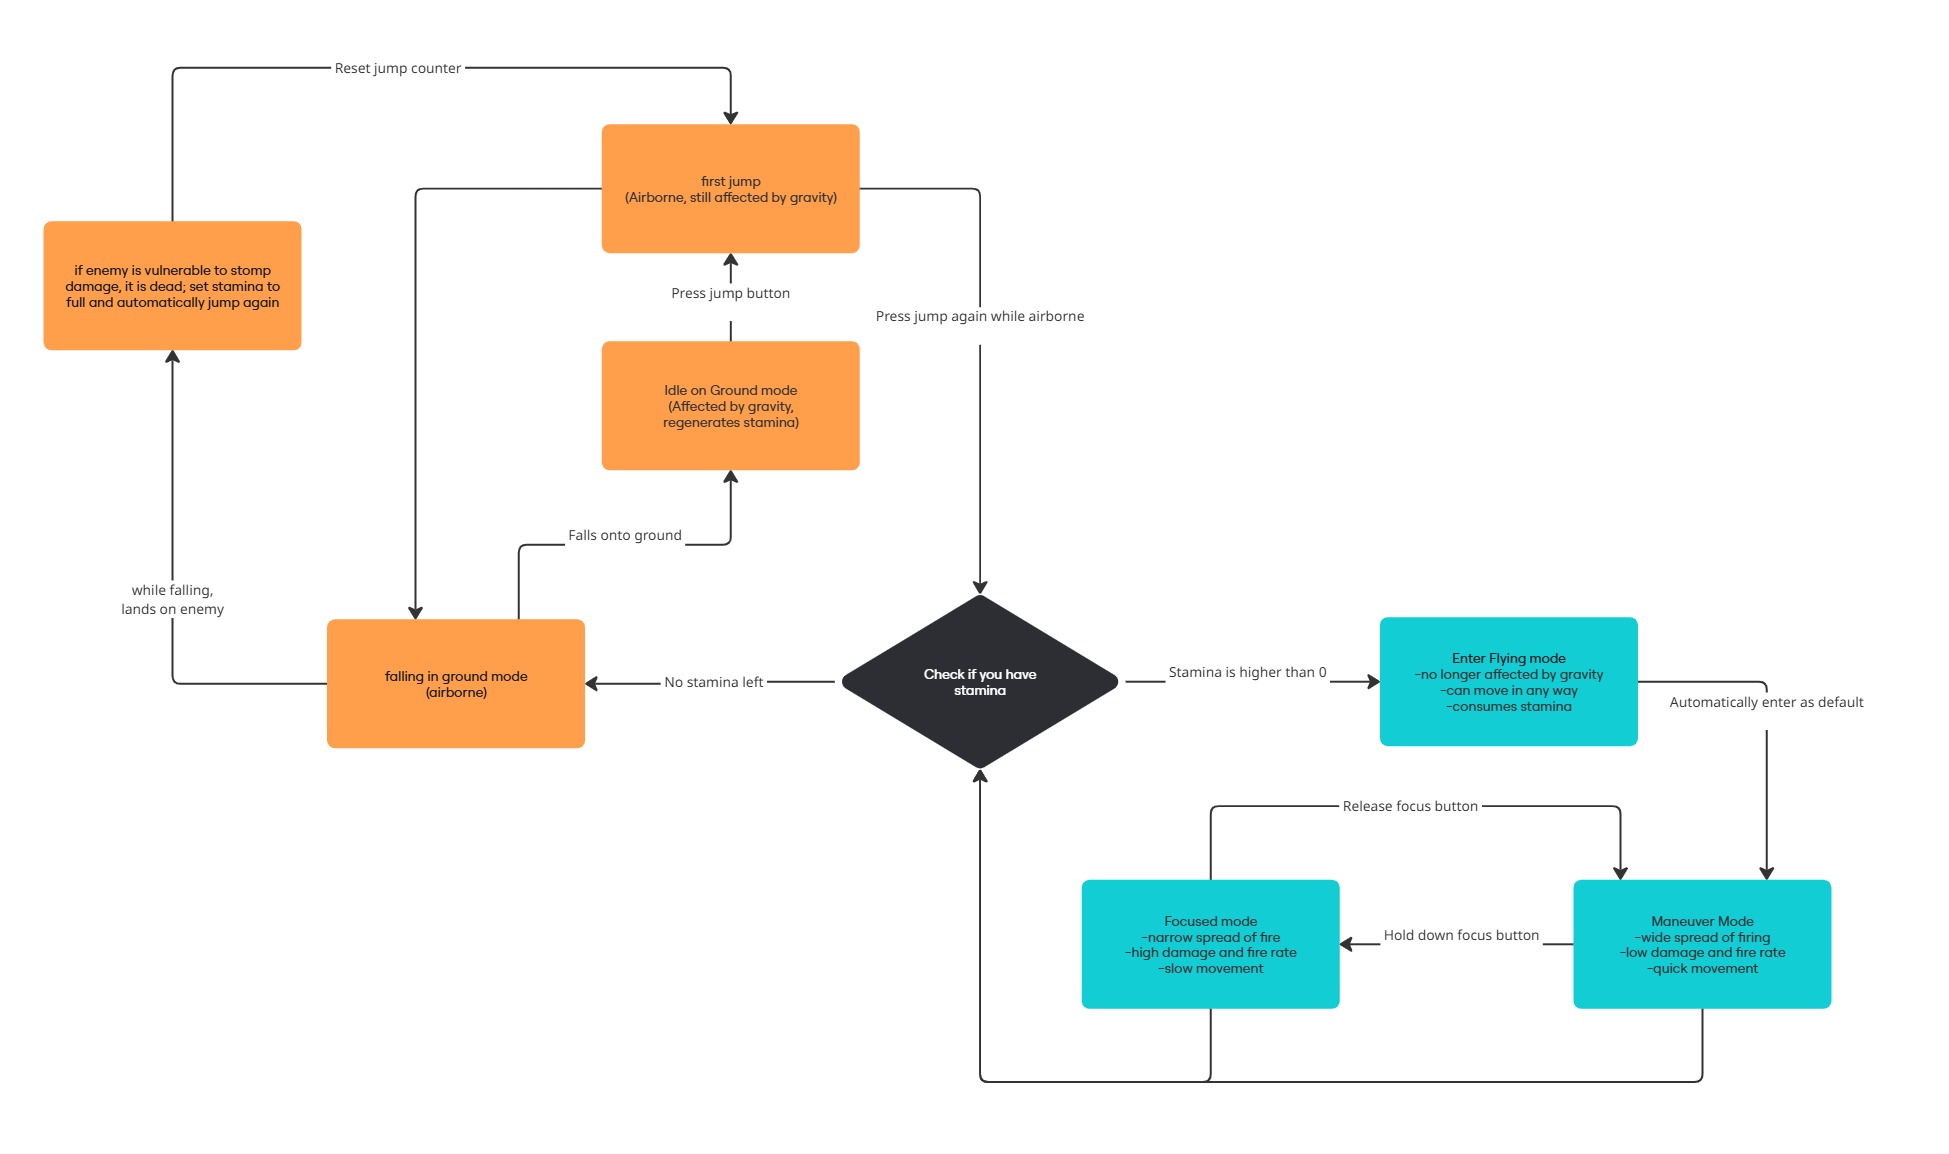 Reset jump counter
first jump
(Airborne, still affected by gravity)
if enemy is vulnerable to stomp
damage, it is dead; set stamina to
full and automatically jump again
Press jump button
Press jump again while airborne
Idle on Ground mode
(Affected by gravity,
regenerates stamina)
Falls onto ground
while falling,
lands on enemy
falling in ground mode
(airborne)
No stamina left
Check if you have
stamina
Stamina is higher than 0
Enter Flying mode
-no longer affected by gravity
-can move in any way
-consumes stamina
Automatically enter as default
Release focus button
Focused mode
-narrow spread of fire
-high damage and fire rate
-slow movement
Hold down focus button
Maneuver Mode
-wide spread of firing
-low damage and fire rate
-quick movement